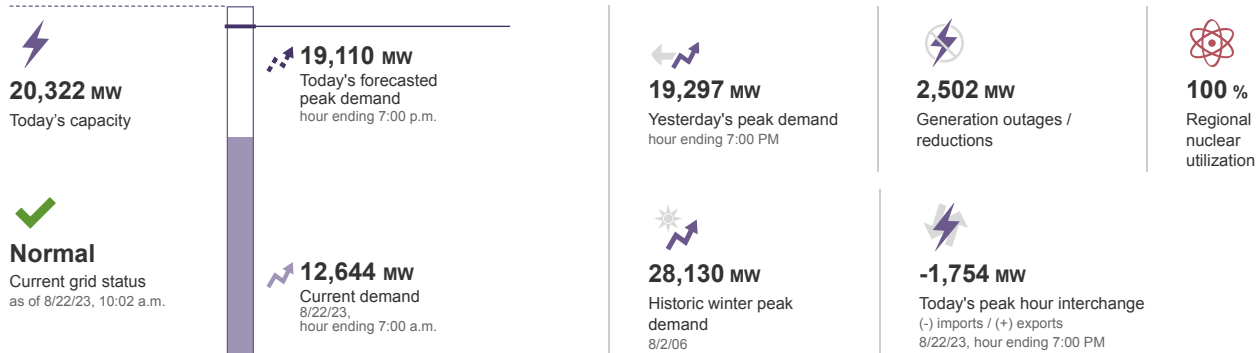 20,322 MW
Today's capacity
Normal
Current grid status
as of 8/22/23, 10:02 a.m.
19,110 MW
Today's forecasted
peak demand
hour ending 7:00 p.m.
12,644 MW
Current demand
8/22/23,
hour ending 7:00 a.m.
19,297 MW
Yesterday's peak demand
hour ending 7:00 PM
2,502 MW
Generation outages /
reductions
100 %
Regional
nuclear
utilization
28,130 MW
Historic winter peak
demand
8/2/06
-1,754 MW
Today's peak hour interchange
(-) imports / (+) exports
8/22/23, hour ending 7:00 PM